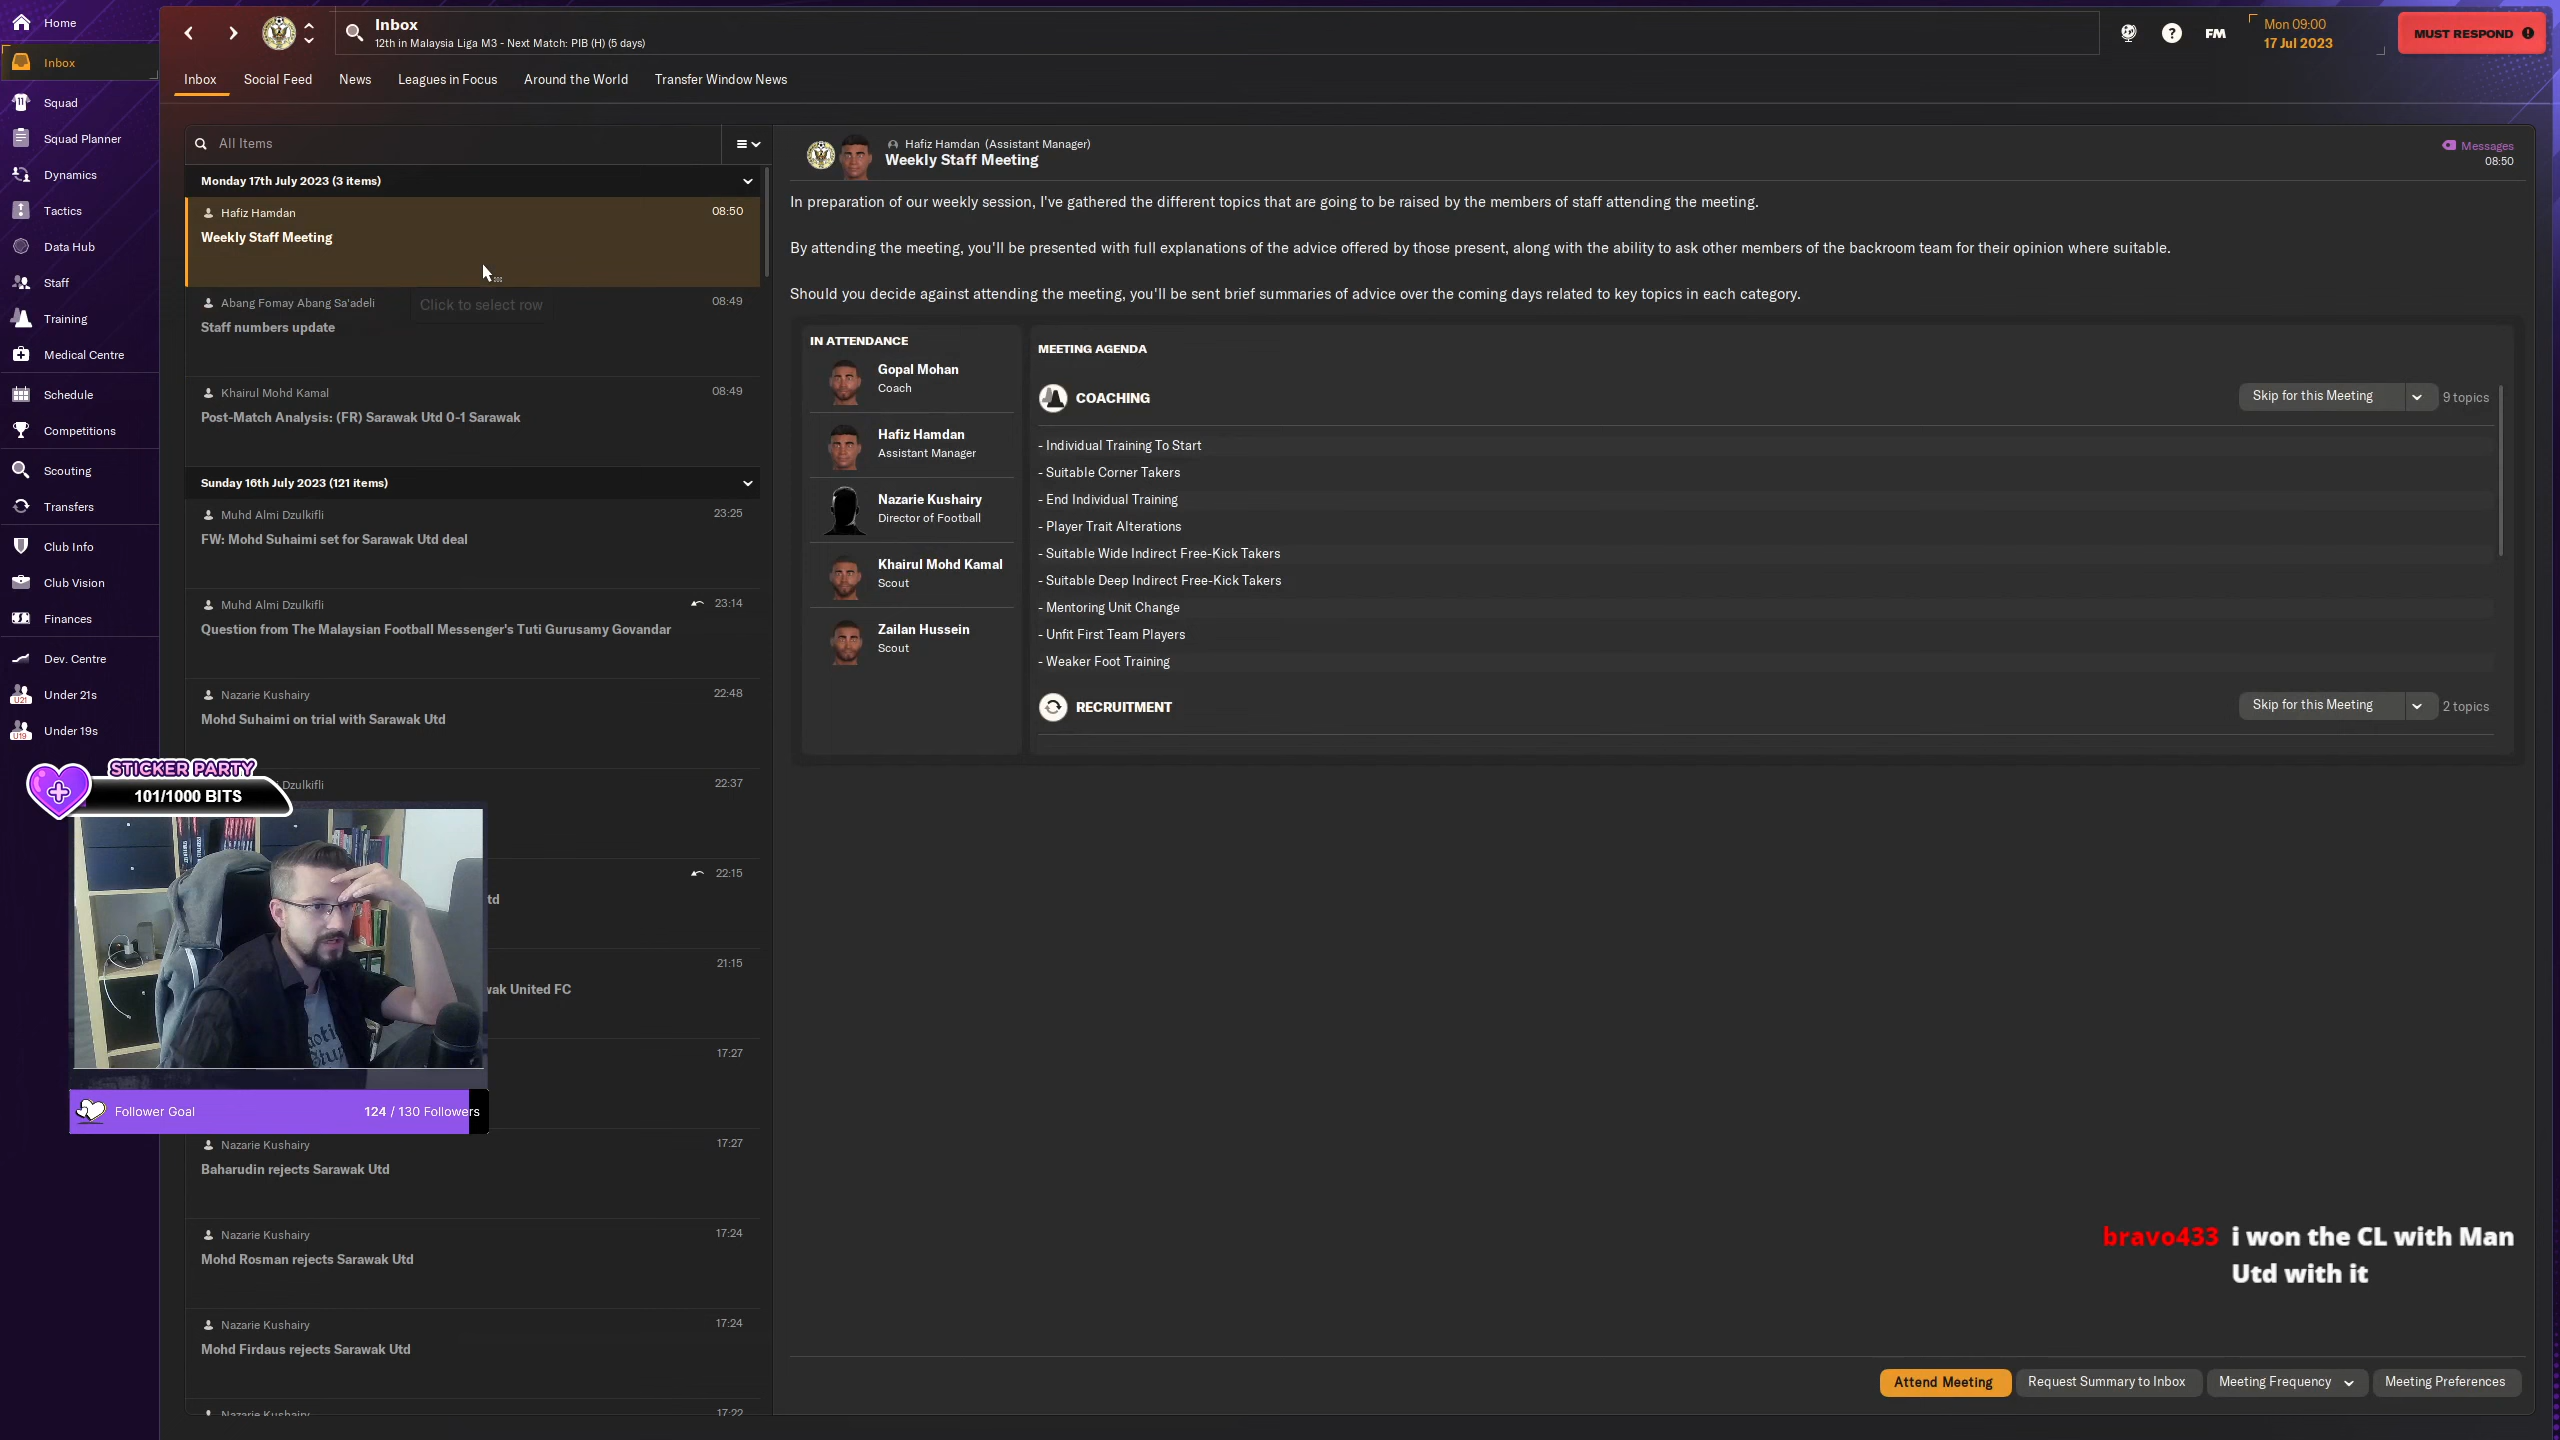 Home
Inbox
12th in Malaysia Liga M3 - Next Match: PIB (H) (5 days)
FM
Mon 09:00
17 Jul 2023
MUST RESPOND
Inbox
Squad
Squad Planner
Dynamics
Tactics
Data Hub
Staff
Training
Medical Centre
Schedule
Competitions
Scouting
Transfers
Club Info
Club Vision
Finances
Dev. Centre
Under 21s
Under 19s
Inbox
Social Feed
News
Leagues in Focus
Around the World
Transfer Window News
All Items
Monday 17th July 2023 (3 items)
Hafiz Hamdan
08:50
Weekly Staff Meeting
Abang Fomay Abang Sa'adeli
08:49
Click to select row
Staff numbers update
Khairul Mohd Kamal
08:49
Post-Match Analysis: (FR) Sarawak Utd 0-1 Sarawak
Sunday 16th July 2023 (121 items)
Muhd Almi Dzulkifli
23:25
FW: Mohd Suhaimi set for Sarawak Utd deal
Muhd Almi Dzulkifli
23:14
Question from The Malaysian Football Messenger's Tuti Gurusamy Govandar
Nazarie Kushairy
22:48
Mohd Suhaimi on trial with Sarawak Utd
Dzulkifli
22:37
22:15
td
21:15
wak United FC
17:27
Nazarie Kushairy
17:27
Baharudin rejects Sarawak Utd
Nazarie Kushairy
17:24
Mohd Rosman rejects Sarawak Utd
Nazarie Kushairy
17:24
Mohd Firdaus rejects Sarawak Utd
Nazarie Kushairy
17:22
STICKER PARTY
101/1000 BITS
Follower Goal
124 / 130 Followers
Hafiz Hamdan (Assistant Manager)
Weekly Staff Meeting
Messages
08:50
In preparation of our weekly session, I've gathered the different topics that are going to be raised by the members of staff attending the meeting.
By attending the meeting, you'll be presented with full explanations of the advice offered by those present, along with the ability to ask other members of the backroom team for their opinion where suitable.
Should you decide against attending the meeting, you'll be sent brief summaries of advice over the coming days related to key topics in each category.
IN ATTENDANCE
Gopal Mohan
Coach
Hafiz Hamdan
Assistant Manager
Nazarie Kushairy
Director of Football
Khairul Mohd Kamal
Scout
Zailan Hussein
Scout
MEETING AGENDA
COACHING
Skip for this Meeting
9 topics
- Individual Training To Start
- Suitable Corner Takers
- End Individual Training
- Player Trait Alterations
- Suitable Wide Indirect Free-Kick Takers
- Suitable Deep Indirect Free-Kick Takers
- Mentoring Unit Change
- Unfit First Team Players
- Weaker Foot Training
RECRUITMENT
Skip for this Meeting
2 topics
bravo433 i won the CL with Man
Utd with it
Attend Meeting
Request Summary to Inbox
Meeting Frequency
Meeting Preferences